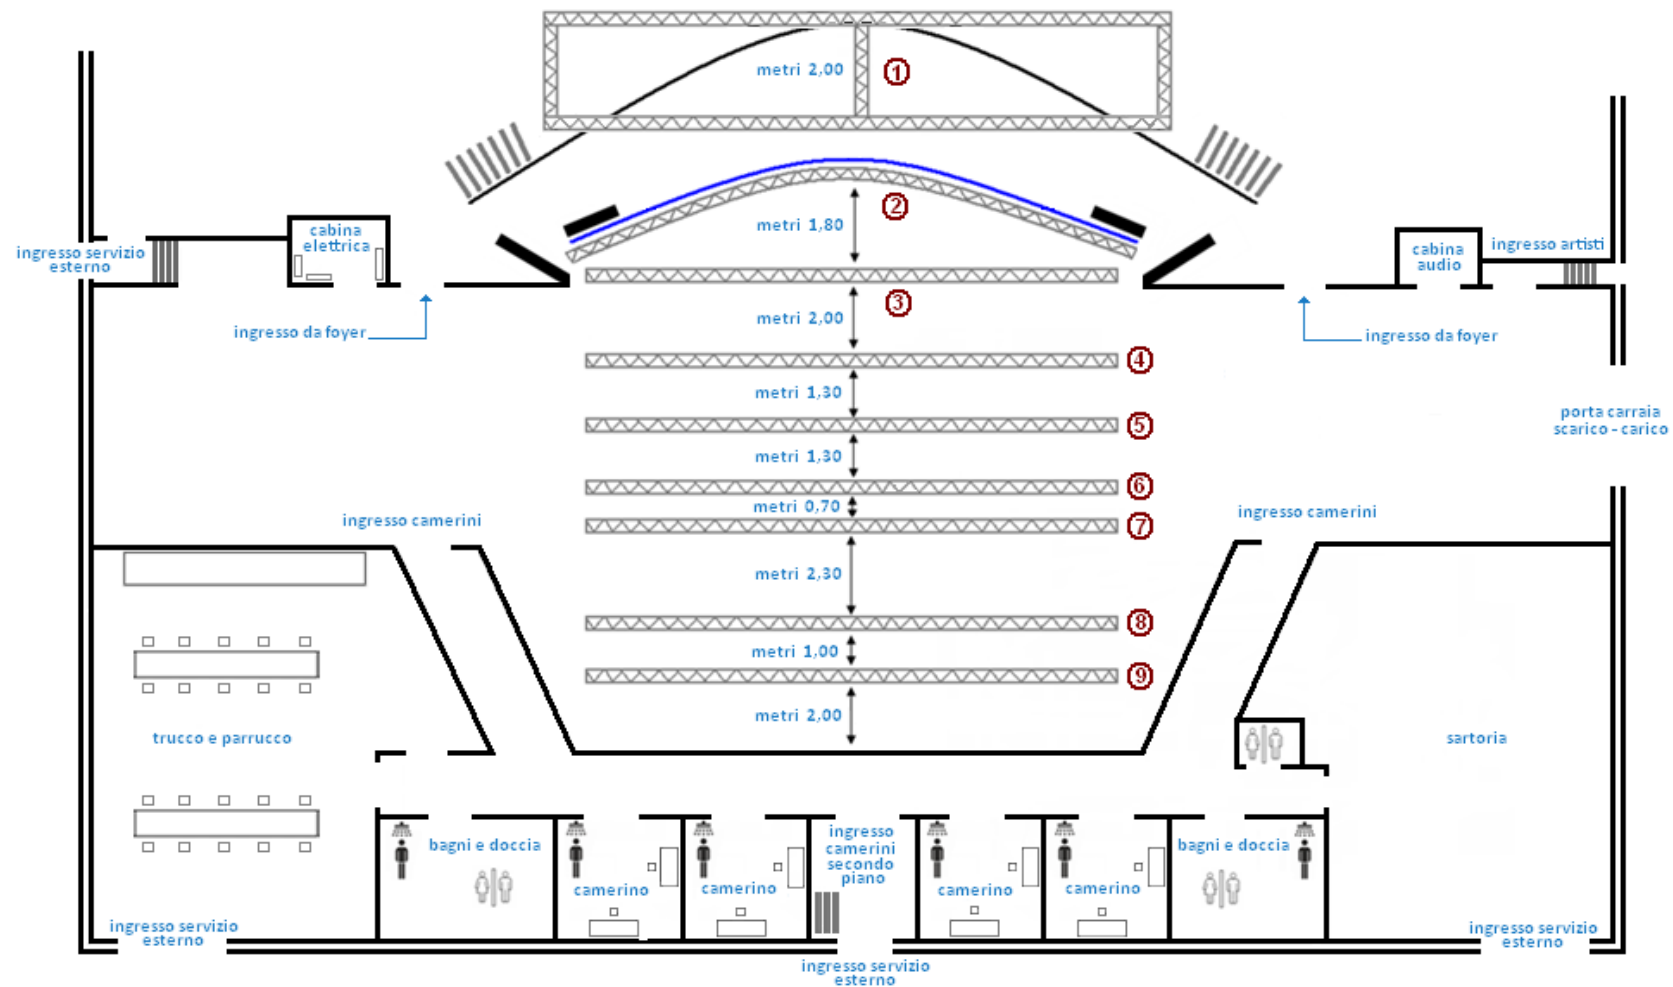 metri 2,00
1
2
metri 1,80
cabina
elettrica
ingresso servizio
esterno
cabina
audio
ingresso artisti
3
metri 2,00
ingresso da foyer
ingresso da foyer
4
metri 1,30
porta carraia
scarico - carico
5
metri 1,30
6
metri 0,70
7
ingresso camerini
ingresso camerini
metri 2,30
8
metri 1,00
9
metri 2,00
trucco e parrucco
sartoria
bagni e doccia
camerino
camerino
ingresso
camerini
secondo
piano
camerino
camerino
bagni e doccia
ingresso servizio
esterno
ingresso servizio
esterno
ingresso servizio
esterno